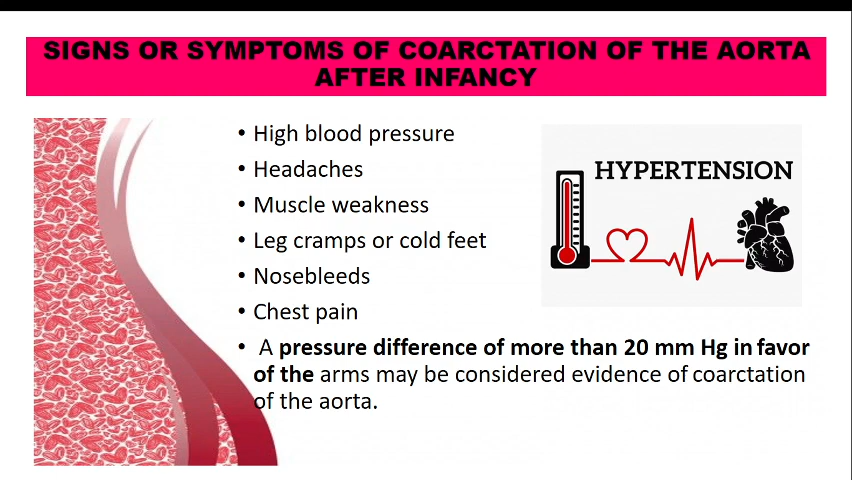 SIGNS OR SYMPTOMS OF COARCTATION OF THE AORTA
AFTER INFANCY
• High blood pressure
• Headaches
• Muscle weakness
• Leg cramps or cold feet
• Nosebleeds
• Chest pain
• A pressure difference of more than 20 mm Hg in favor
of the arms may be considered evidence of coarctation
of the aorta.
HYPERTENSION